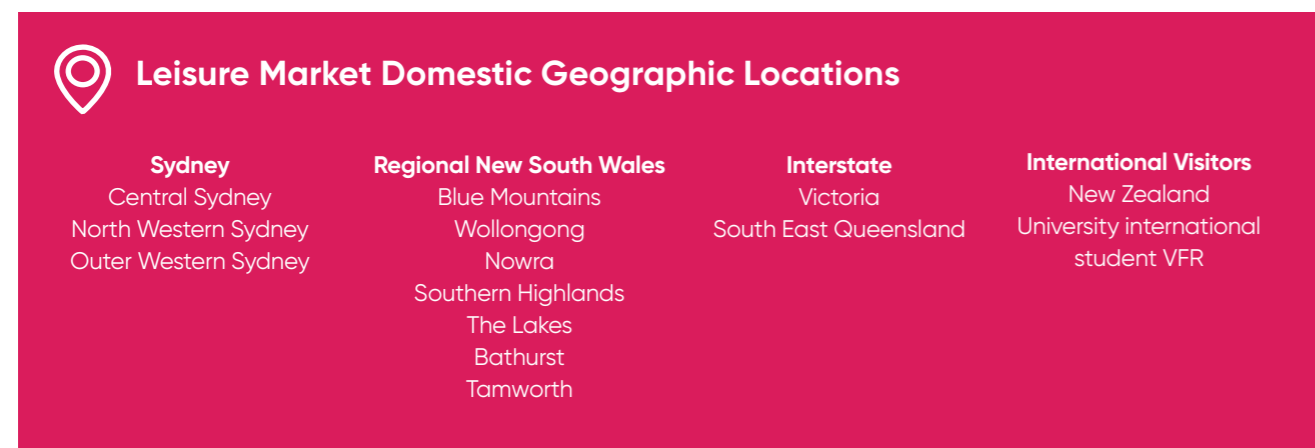 Leisure Market Domestic Geographic Locations
Sydney
Central Sydney
North Western Sydney
Outer Western Sydney
Regional New South Wales
Blue Mountains
Wollongong
Nowra
Southern Highlands
The Lakes
Bathurst
Tamworth
Interstate
Victoria
South East Queensland
International Visitors
New Zealand
University international
student VFR